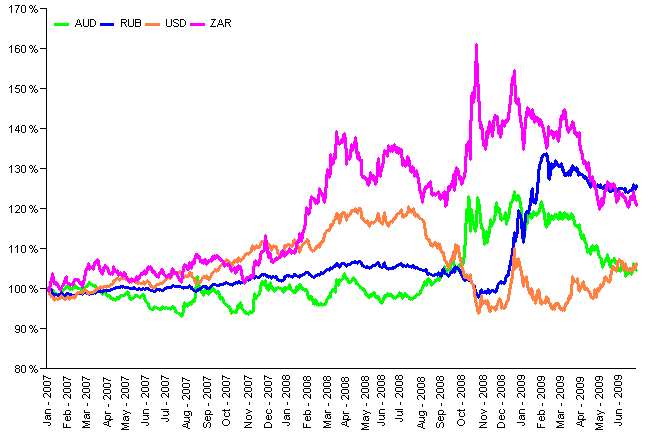 170 %
160 %
150 %
140 %
130 %
120 %
110 %
100 %
90 %
80 %
AUD RUB USD ZAR
Jan - 2007
Feb - 2007
Mar - 2007
Apr - 2007
May - 2007
Jun - 2007
Jul - 2007
Aug - 2007
Sep - 2007
Oct - 2007
Nov - 2007
Dec - 2007
Jan - 2008
Feb - 2008
Mar - 2008
Apr - 2008
May - 2008
Jun - 2008
Jul - 2008
Aug - 2008
Sep - 2008
Oct - 2008
Nov - 2008
Dec - 2008
Jan - 2009
Feb - 2009
Mar - 2009
Apr - 2009
May - 2009
Jun - 2009